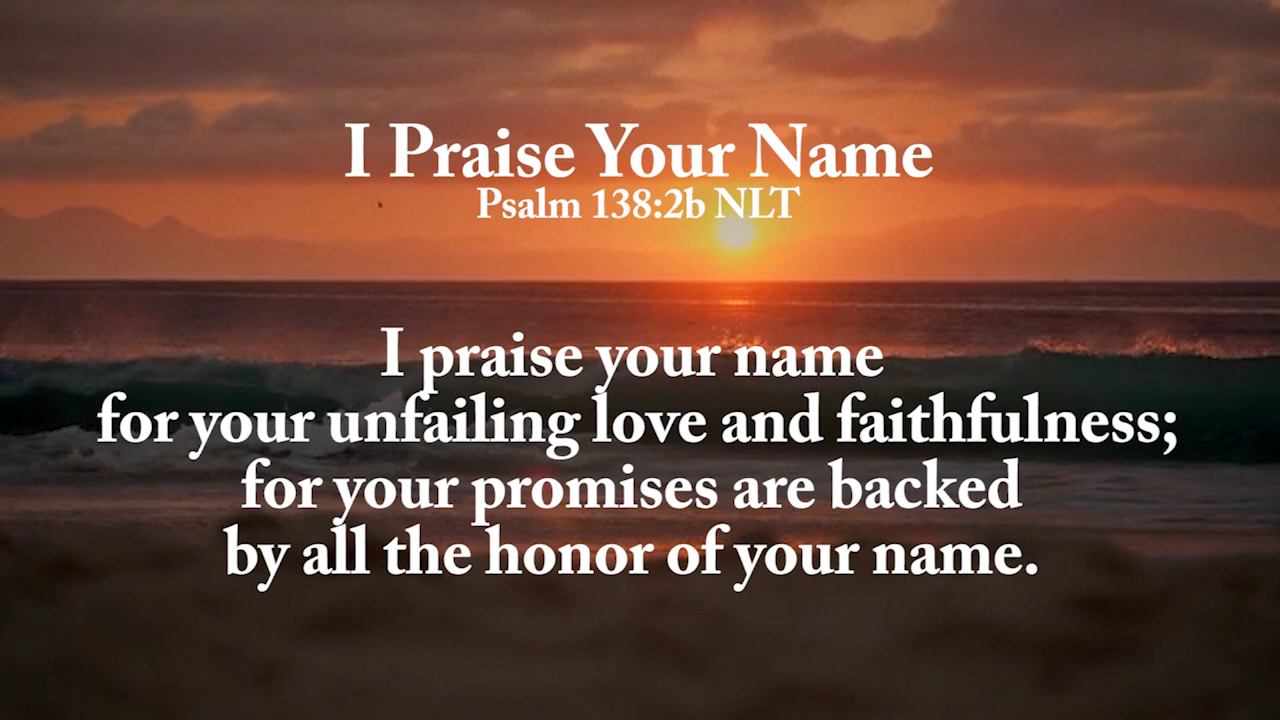 I Praise Your Name
Psalm 138:2b NLT
I praise your name
for your unfailing love and faithfulness;
for your promises are backed
by all the honor of your name.